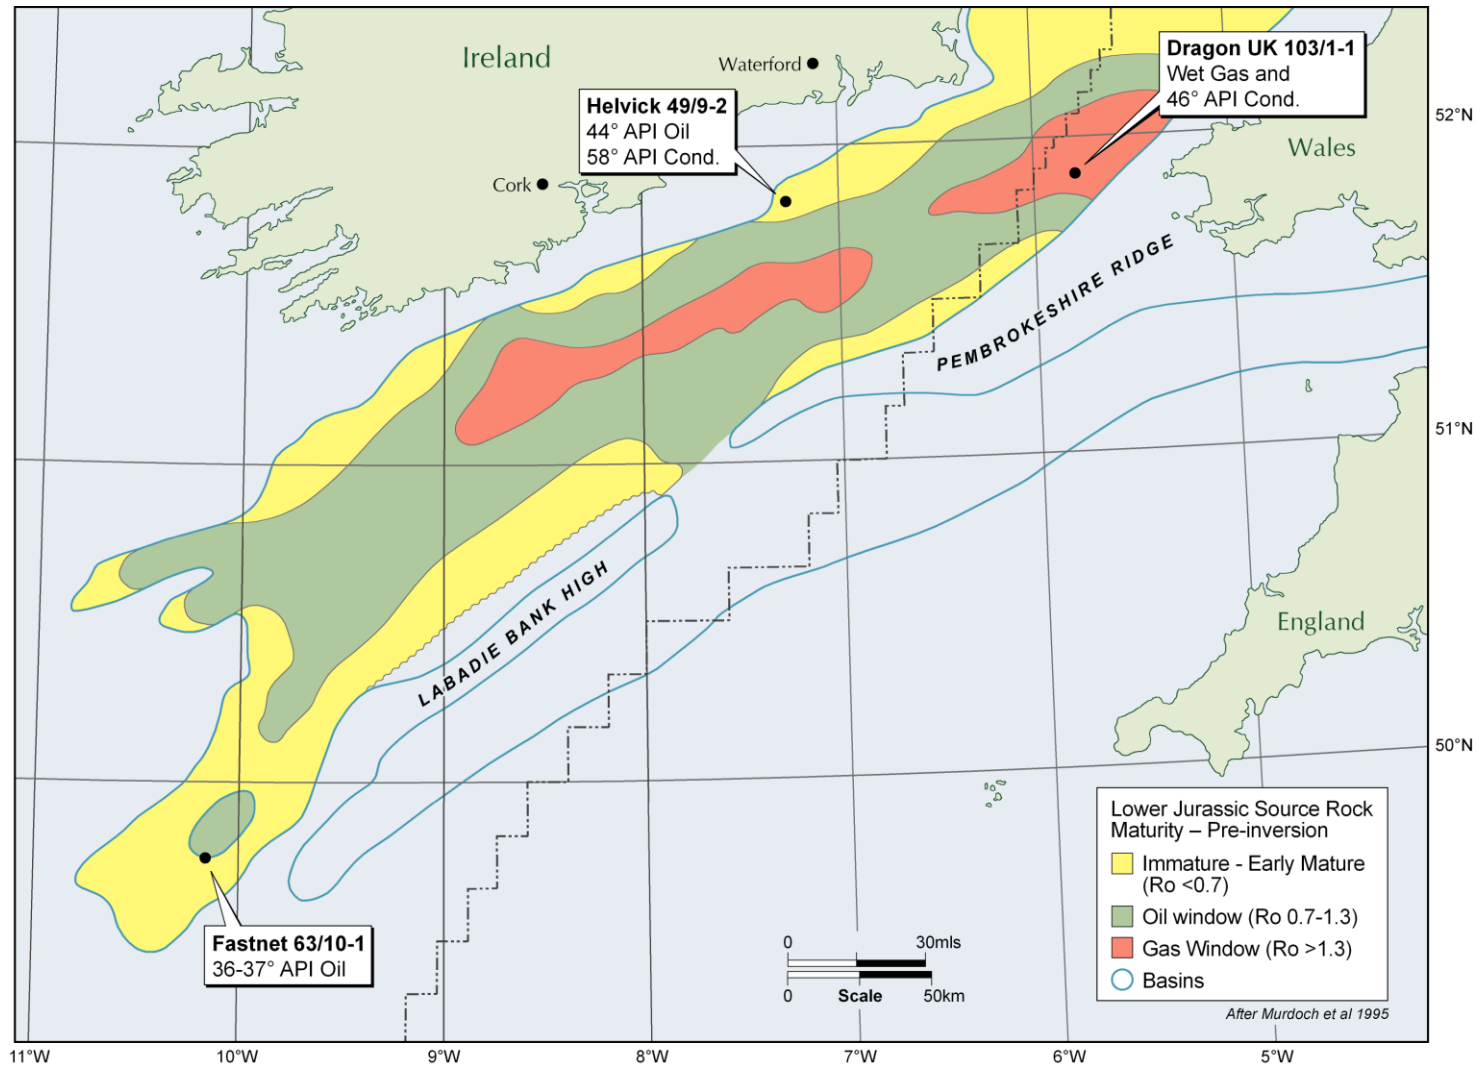 Ireland
Waterford
Cork
Helvick 49/9-2
44° API Oil
58° API Cond.
Dragon UK 103/1-1
Wet Gas and
46° API Cond.
52°N
Wales
PEMBROKESHIRE RIDGE
51°N
LABADIE BANK HIGH
England
50°N
Fastnet 63/10-1
36-37° API Oil
0 30mls
0 Scale 50km
Lower Jurassic Source Rock
Maturity – Pre-inversion
Immature - Early Mature
(Ro <0.7)
Oil window (Ro 0.7-1.3)
Gas Window (Ro >1.3)
Basins
After Murdoch et al 1995
11°W 10°W 9°W 8°W 7°W 6°W 5°W